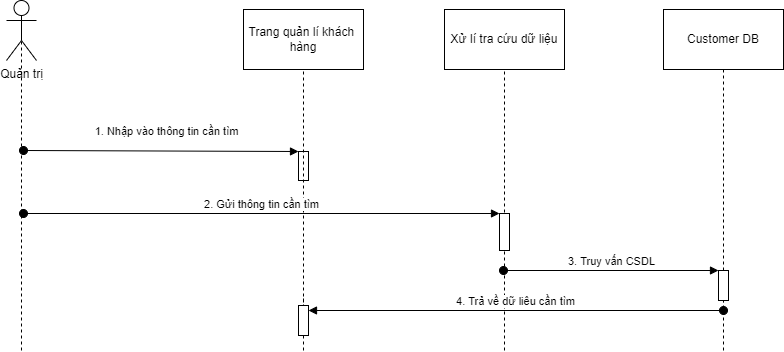 Trang quản lí khách
hàng
Xử lí tra cứu dữ liệu
Customer DB
Quản trị
1. Nhập vào thông tin cần tìm
2. Gửi thông tin cần tìm
3. Truy vấn CSDL
4. Trả về dữ liêu cần tìm